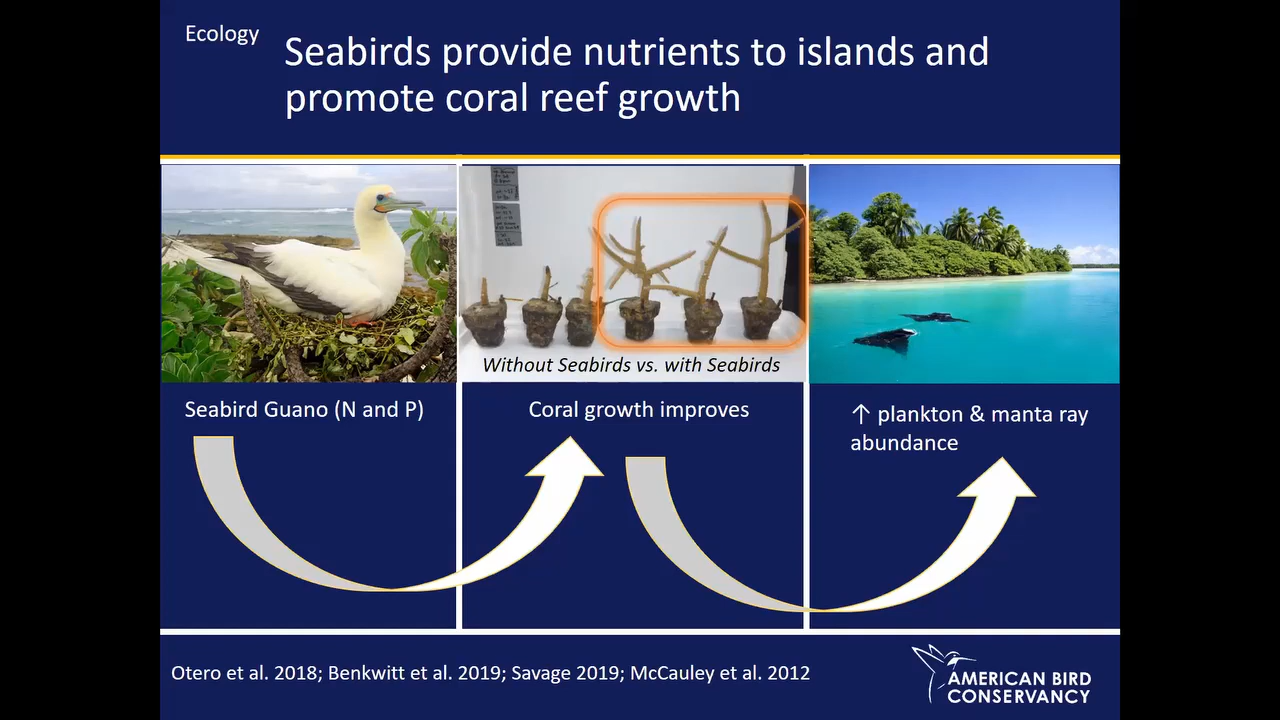 Ecology
Seabirds provide nutrients to islands and
promote coral reef growth
Without Seabirds vs. with Seabirds
Seabird Guano (N and P)
Coral growth improves
↑ plankton & manta ray
abundance
Otero et al. 2018; Benkwitt et al. 2019; Savage 2019; McCauley et al. 2012
AMERICAN BIRD
CONSERVANCY